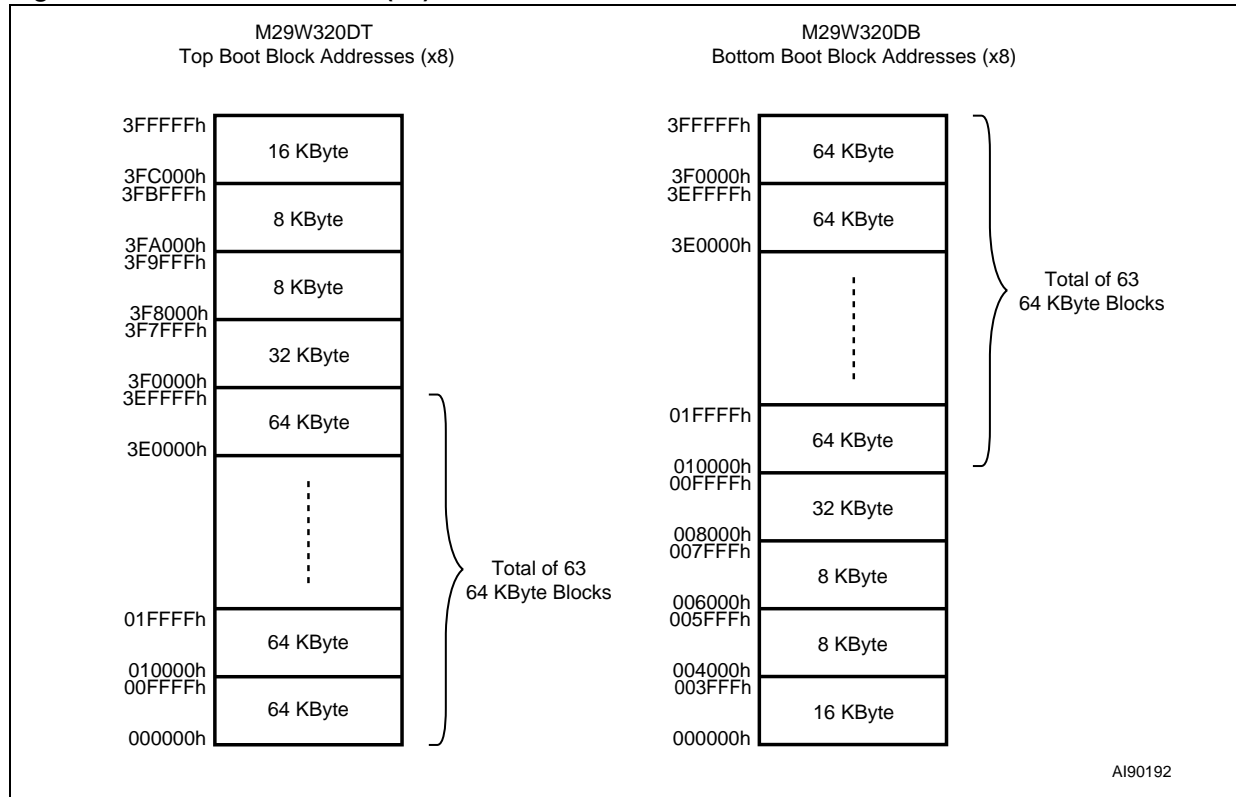 M29W320DT
Top Boot Block Addresses (x8)
3FFFFFh
16 KByte
3FC000h
3FBFFFh
8 KByte
3FA000h
3F9FFFh
8 KByte
3F8000h
3F7FFFh
32 KByte
3F0000h
3EFFFFh
64 KByte
3E0000h
Total of 63
64 KByte Blocks
01FFFFh
64 KByte
010000h
00FFFFh
64 KByte
000000h
M29W320DB
Bottom Boot Block Addresses (x8)
3FFFFFh
64 KByte
3F0000h
3EFFFFh
64 KByte
3E0000h
Total of 63
64 KByte Blocks
01FFFFh
64 KByte
010000h
00FFFFh
32 KByte
008000h
007FFFh
8 KByte
006000h
005FFFh
8 KByte
004000h
003FFFh
16 KByte
000000h
AI90192